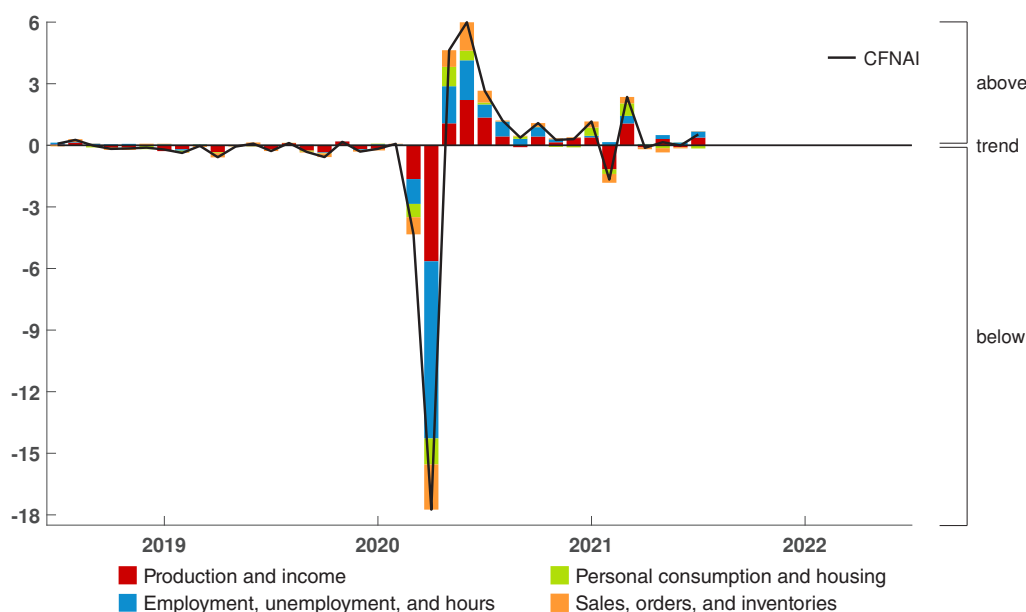 6
3
0
-3
-6
-9
-12
-15
-18
CFNAI
above
trend
below
2019 2020 2021 2022
Production and income
Personal consumption and housing
Employment, unemployment, and hours
Sales, orders, and inventories